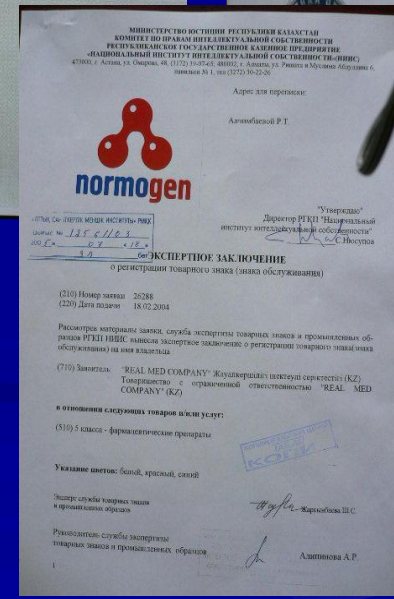 МИНИСТЕРСТВО ЮСТИЦИИ РЕСПУБЛИКИ КАЗАХСТАН
КОМИТЕТ ПО ПРАВАМ ИНТЕЛЛЕКТУАЛЬНОЙ СОБСТВЕННОСТИ
РЕСПУБЛИКАНСКОЕ ГОСУДАРСТВЕННОЕ КАЗЕННОЕ ПРЕДПРИЯТИЕ
«НАЦИОНАЛЬНЫЙ ИНСТИТУТ ИНТЕЛЛЕКТУАЛЬНОЙ СОБСТВЕННОСТИ»(НИИС)
Адрес для переписки:
Р.Т.
normogen
"Утверждаю"
Директор РГКП "Национальный
институт интеллектуальной собственности"
№
ЭКСПЕРТНОЕ ЗАКЛЮЧЕНИЕ
о регистрации товарного знака (знака обслуживания)
(210) Номер заявки 26288
(220) Дата подачи 18.02.2004
Рассмотрев материалы заявки, служба экспертизы товарных знаков и промышленных об-
разцов РГКП НИИС вынесла экспертное заключение о регистрации товарного знака(знака
обслуживания) на имя владельца
(710) Заявитель "REAL MED COMPANY" Жауапкершілігі шектеулі серіктестігі (KZ)
Товарищество с ограниченной ответственностью "REAL MED
COMPANY" (KZ)
в отношении следующих товаров и/или услуг:
(510) 5 класса - фармацевтические препараты
КОПИЯ
Указание цветов: белый, красный, синий
Эксперт службы товарных знаков
и промышленных образцов
Ш.С.
Руководитель службы экспертизы
товарных знаков и промышленных образцов
А.Р.